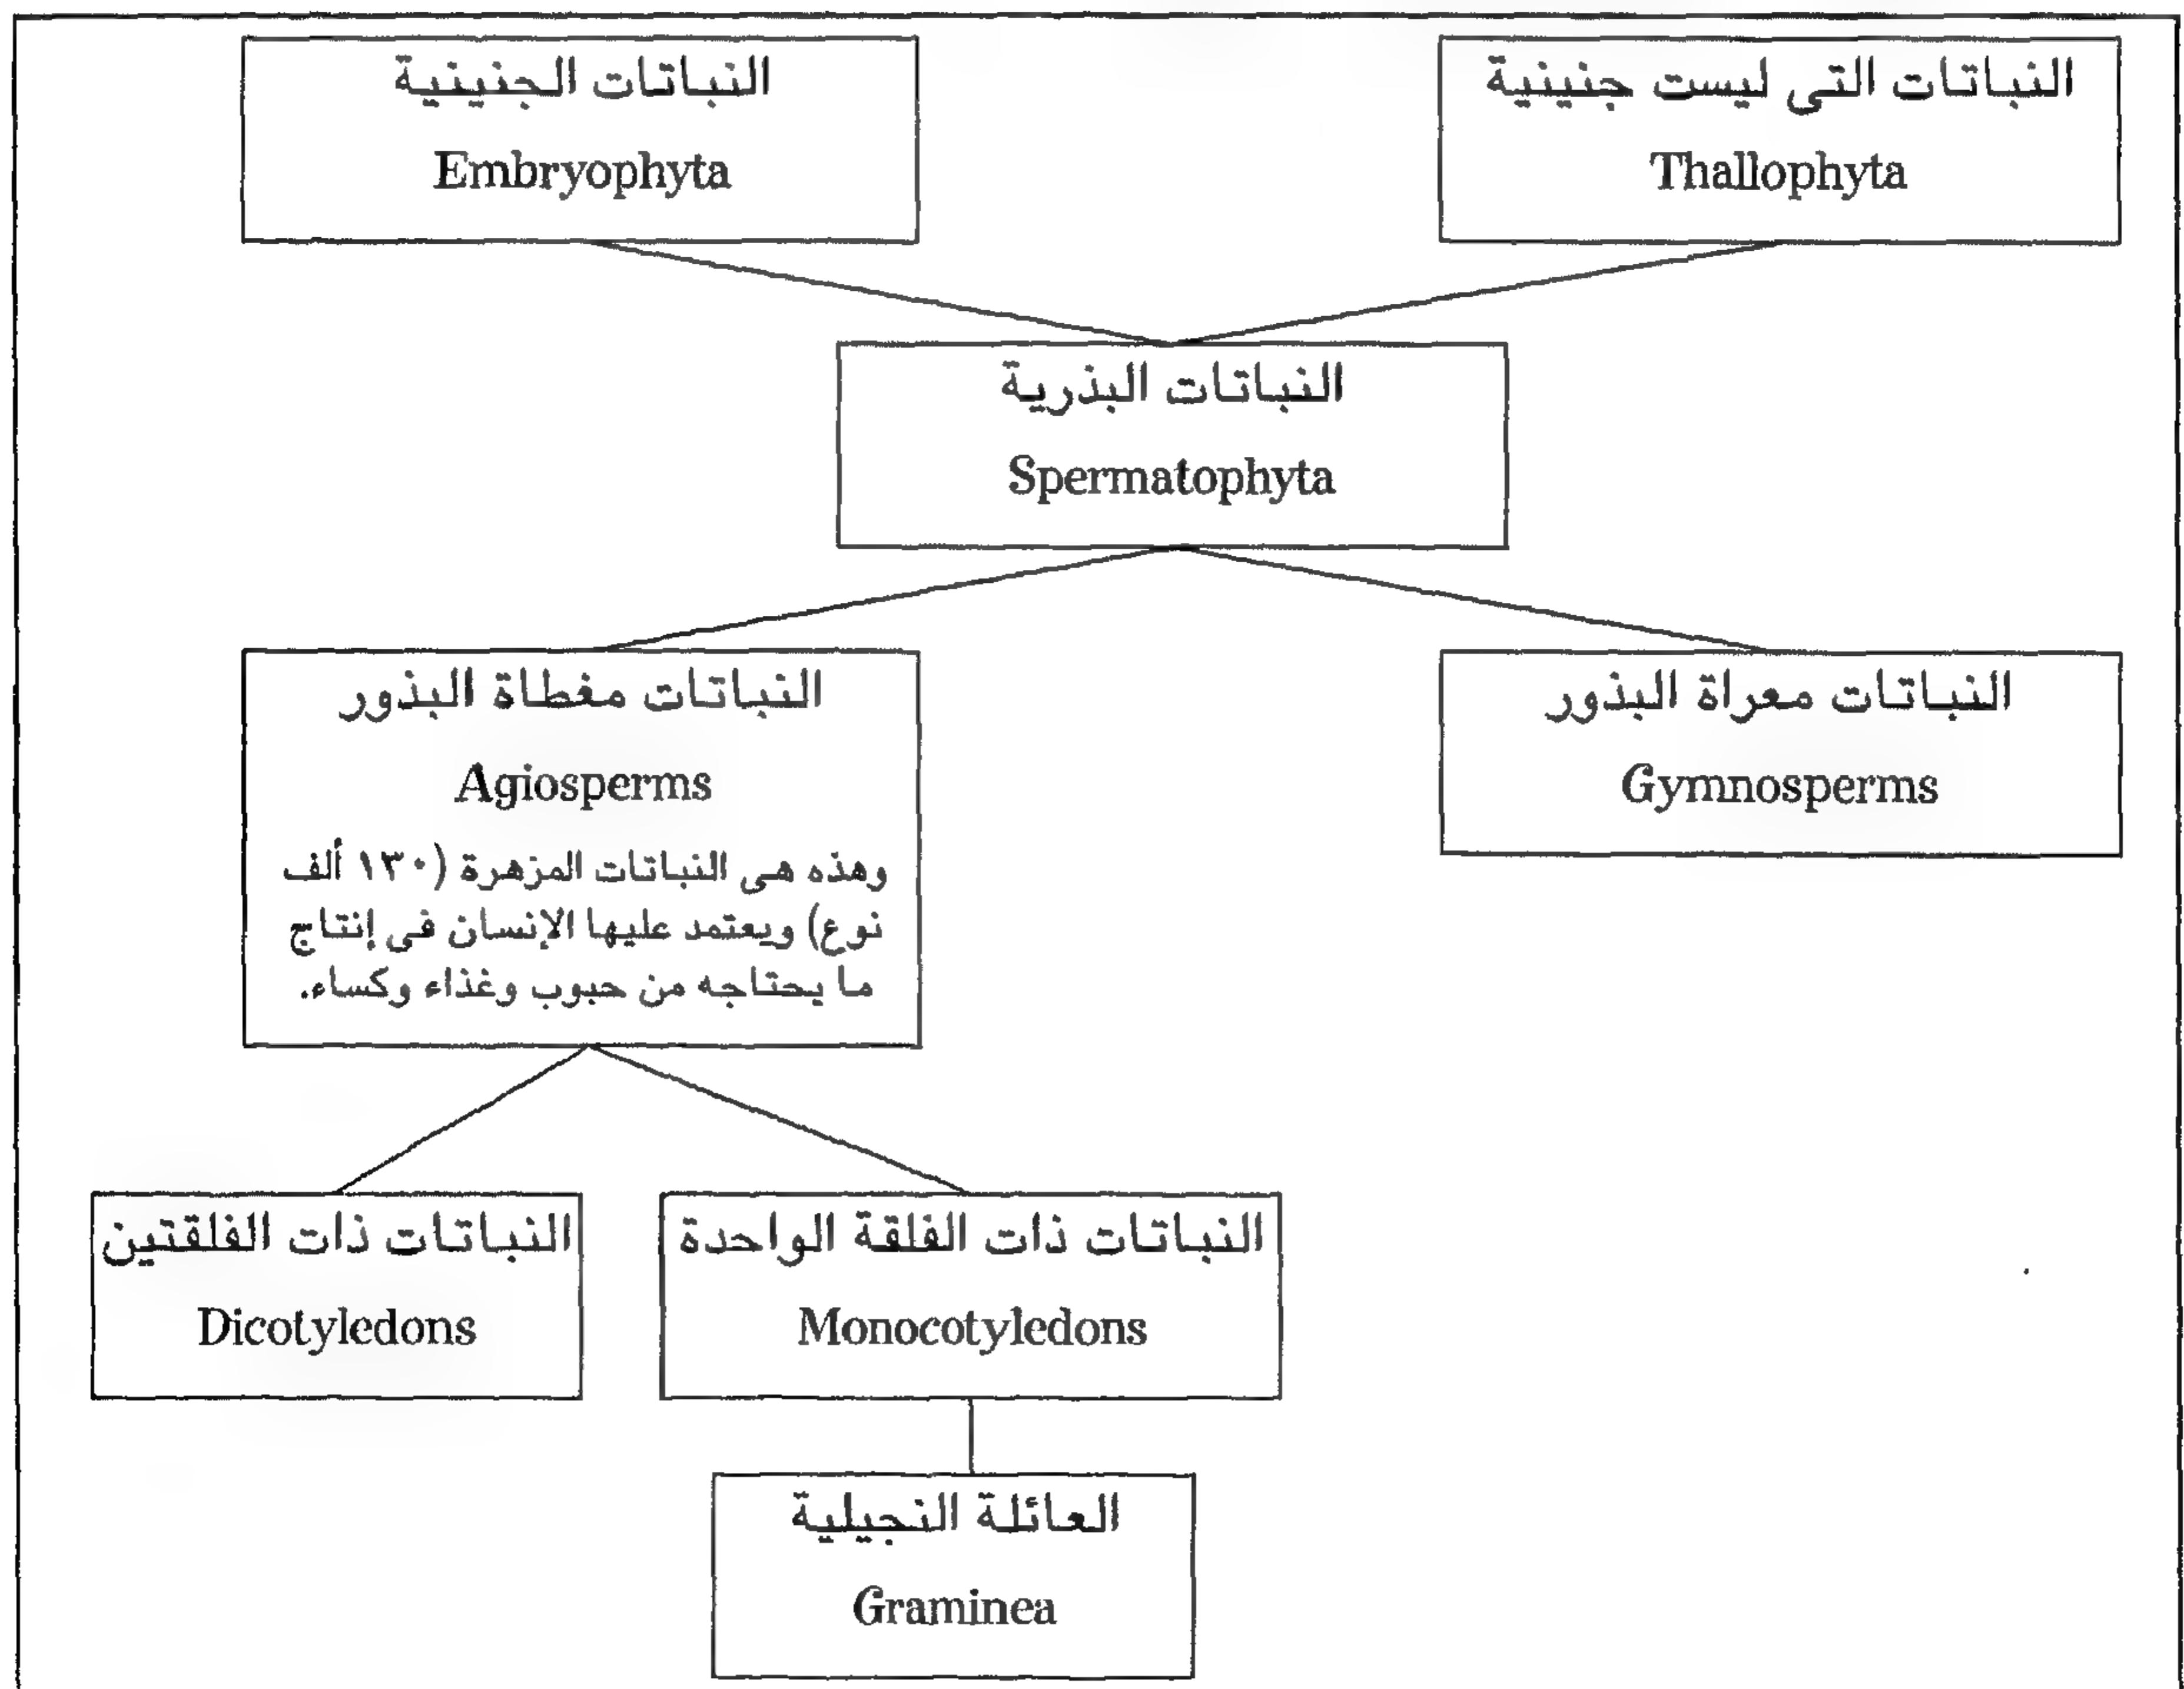 النباتات التى ليست جنينية
Thallophyta
النباتات الجنينية
Embryophyta
النباتات البذرية
Spermatophyta
النباتات معراة البذور
Gymnosperms
النباتات مغطاة البذور
Agiosperms
وهذه هى النباتات المزهرة (١٣٠ ألف
نوع) ويعتمد عليها الإنسان فى إنتاج
ما يحتاجه من حبوب وغذاء وكساء.
النباتات ذات الفلقة الواحدة
Monocotyledons
النباتات ذات الفلقتين
Dicotyledons
العائلة النجيلية
Graminea